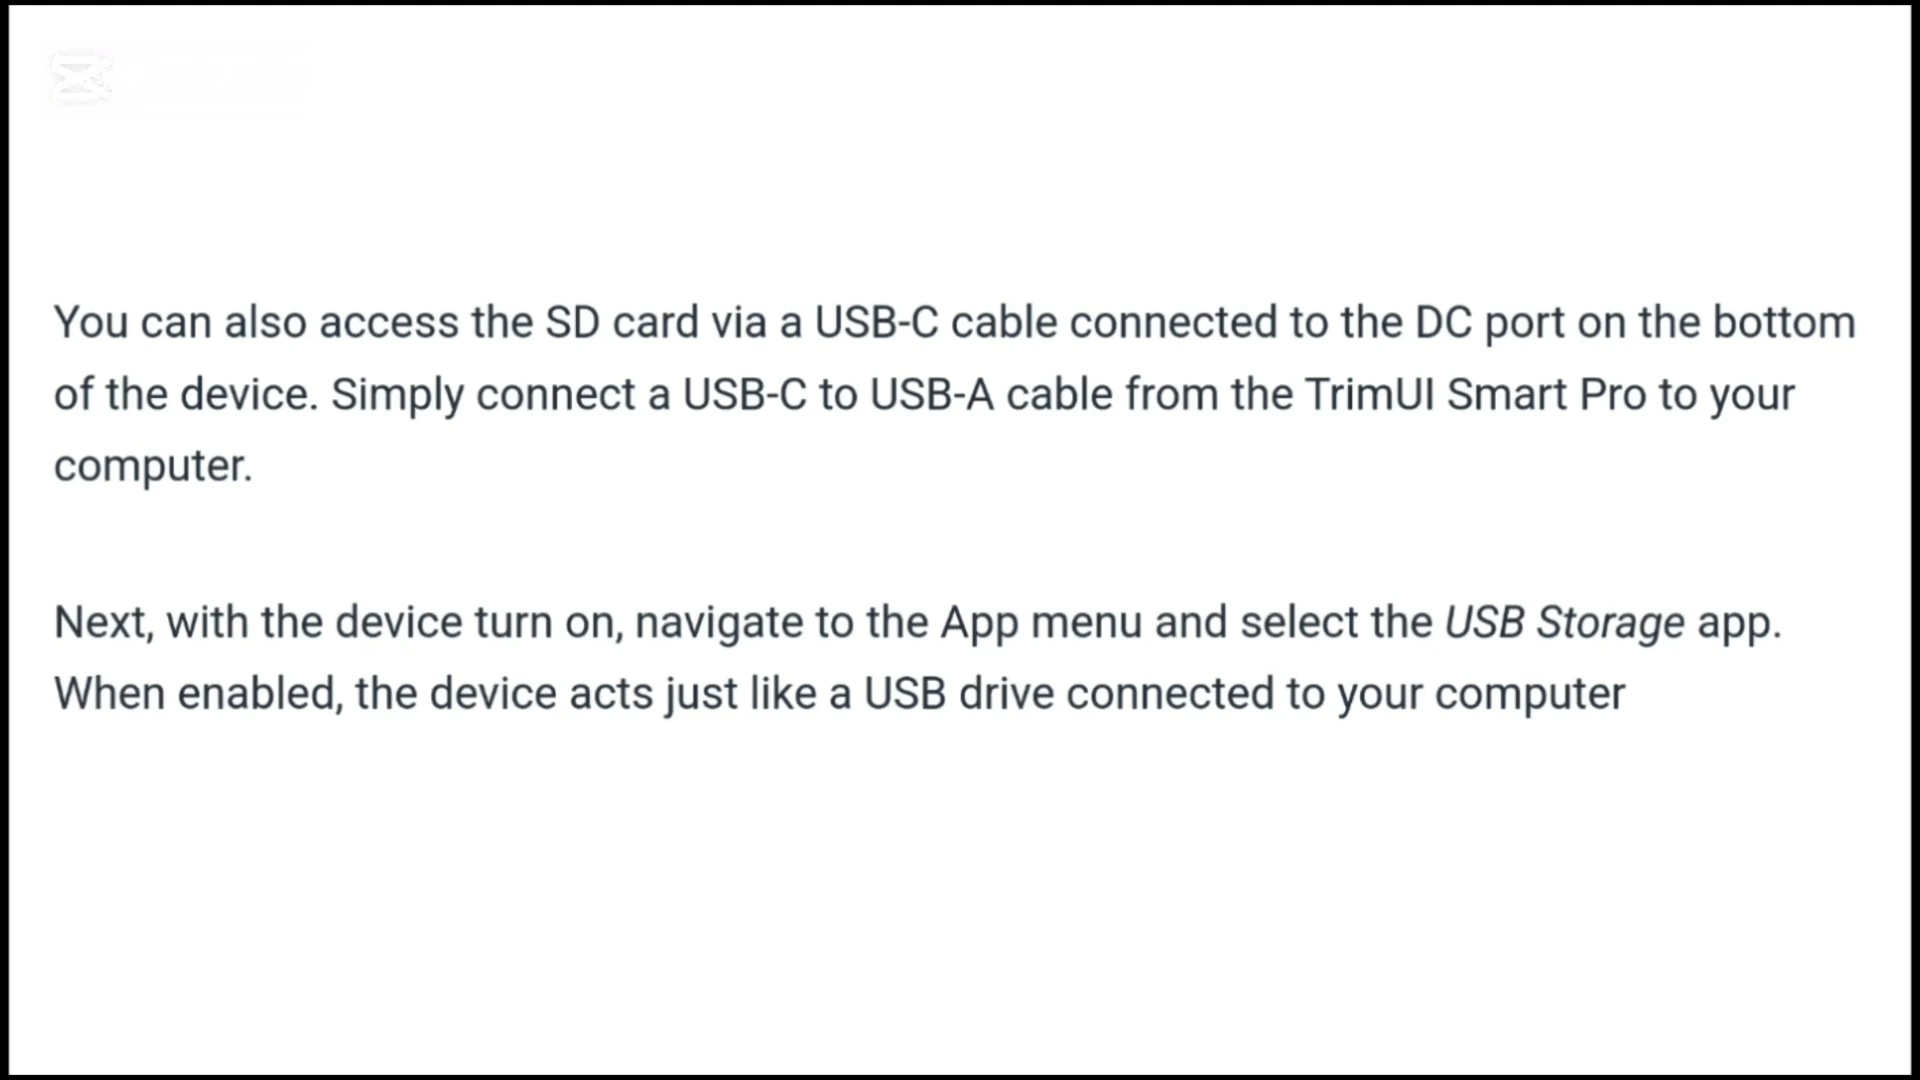 You can also access the SD card via a USB-C cable connected to the DC port on the bottom
of the device. Simply connect a USB-C to USB-A cable from the TrimUI Smart Pro to your
computer.
Next, with the device turn on, navigate to the App menu and select the USB Storage app.
When enabled, the device acts just like a USB drive connected to your computer